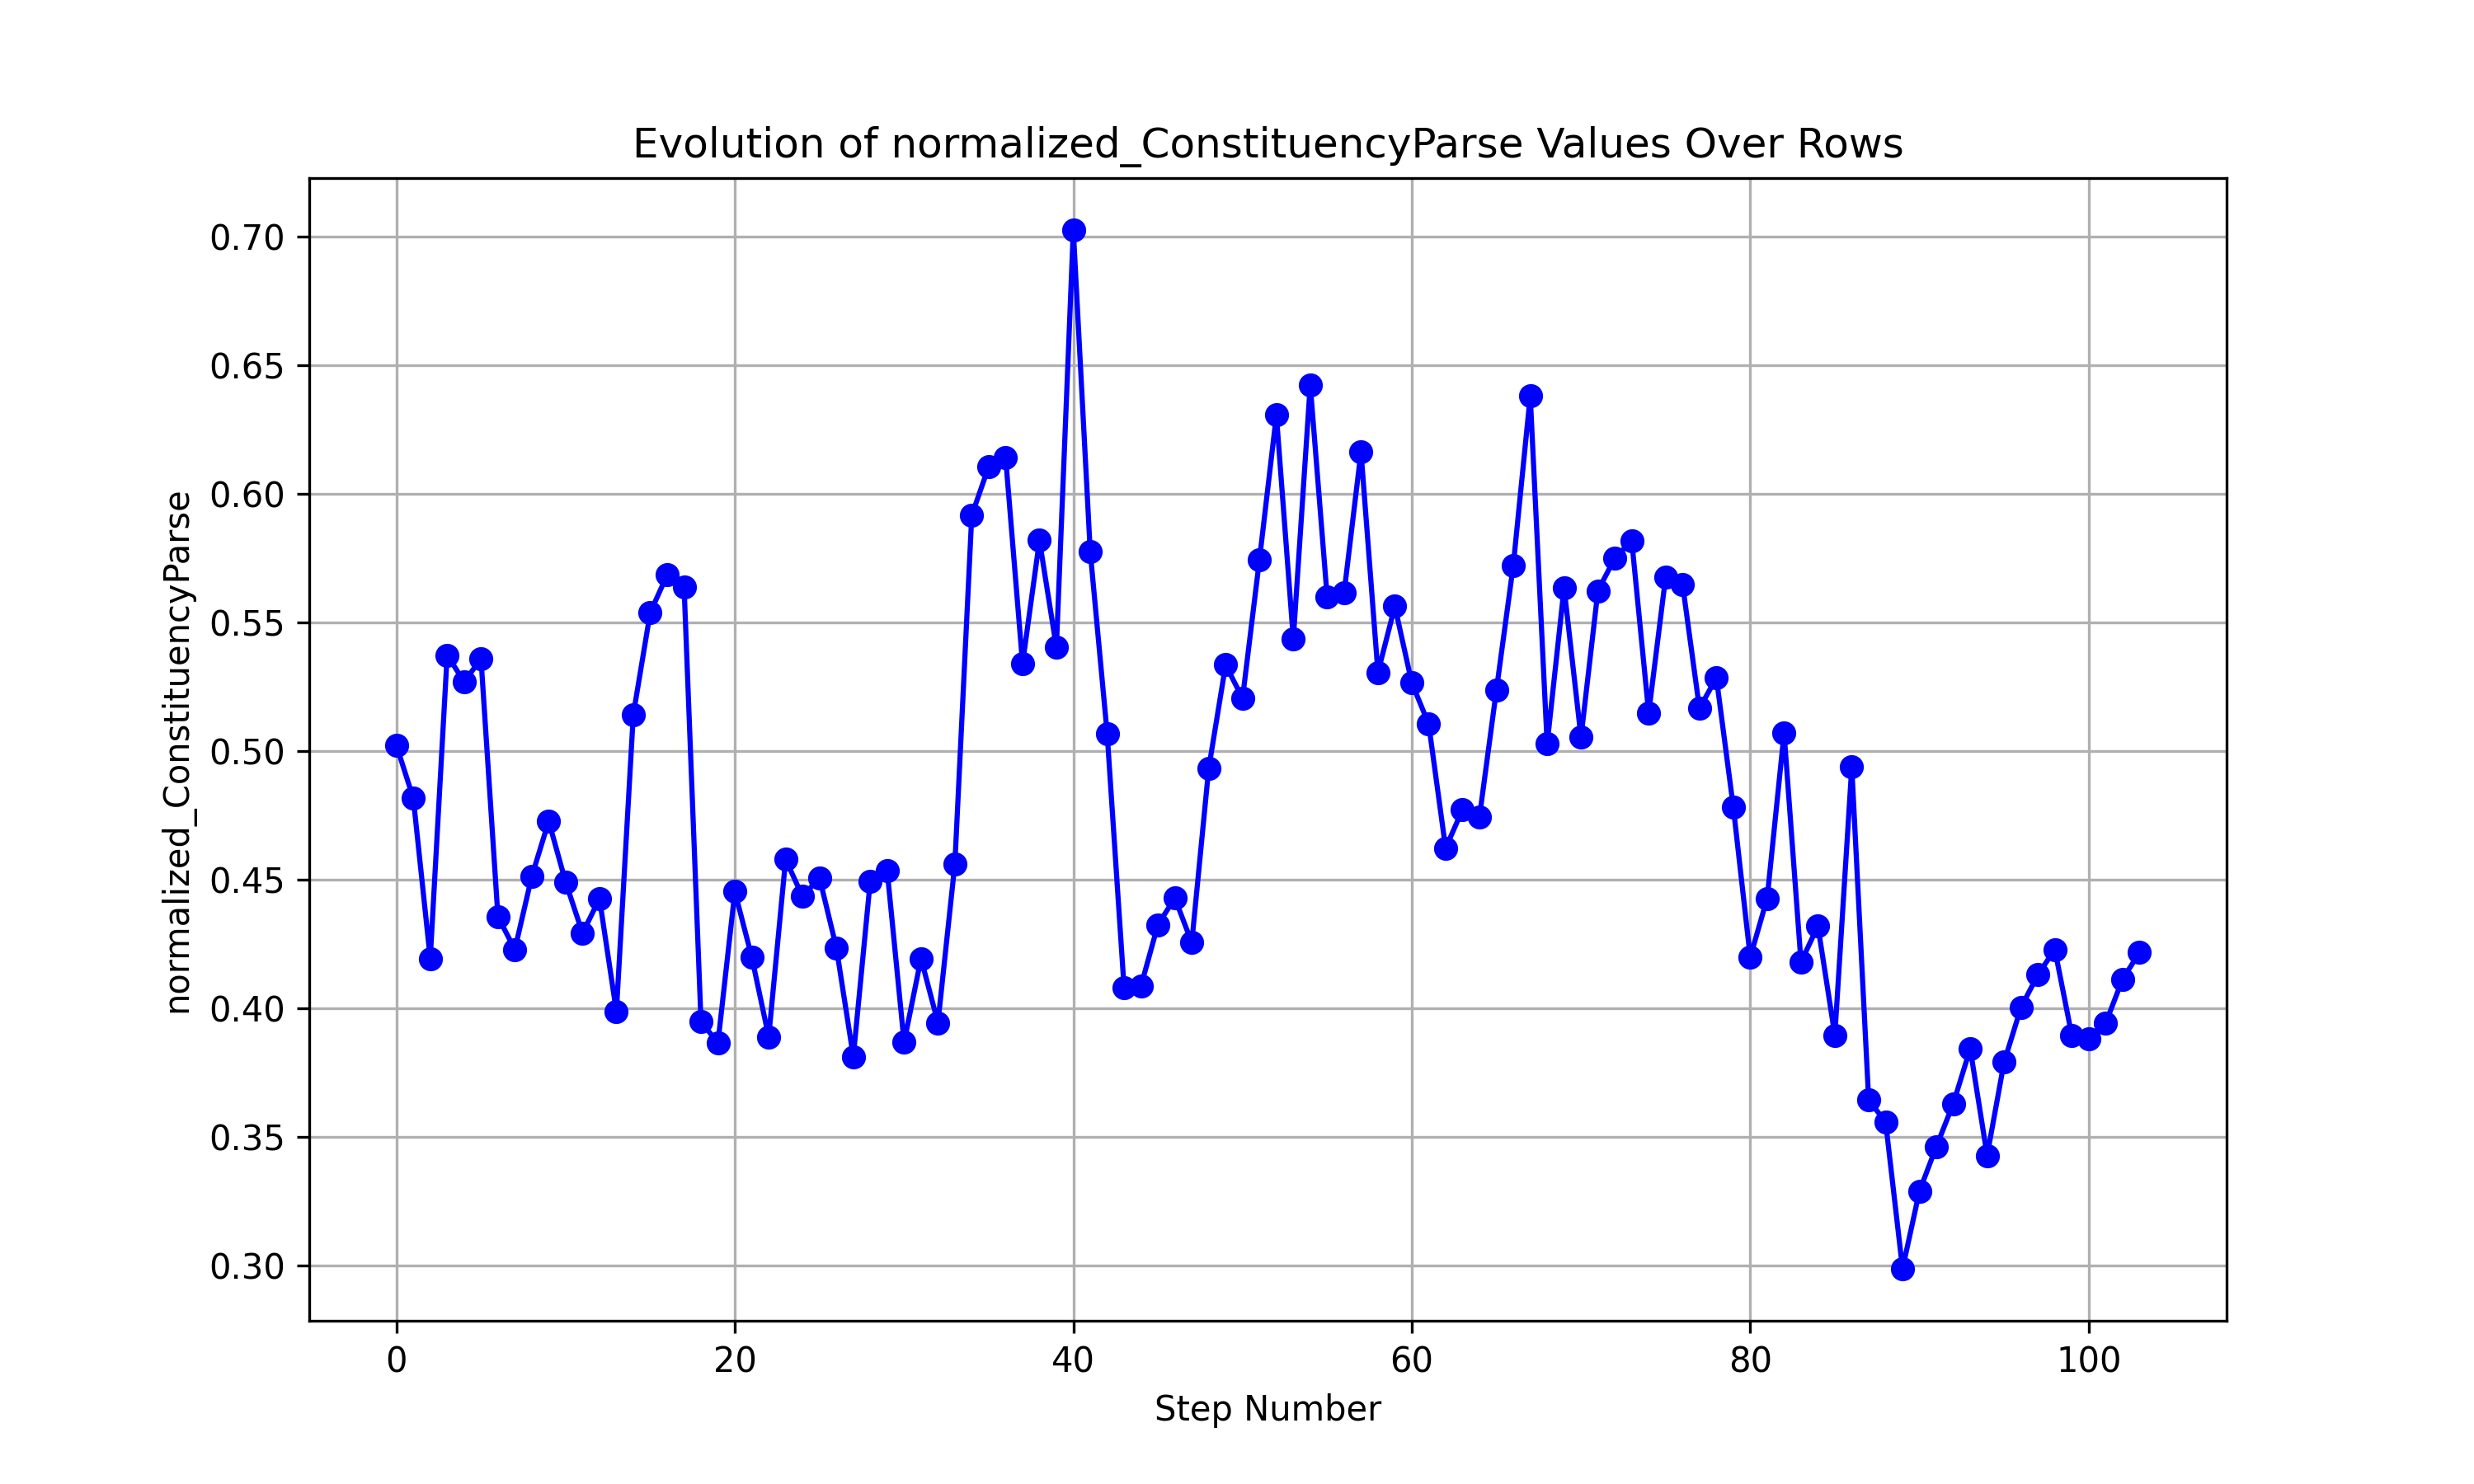 Evolution of normalized_ConstituencyParse Values Over Rows
normalized_ConstituencyParse
0.70
0.65
0.60
0.55
0.50
0.45
0.40
0.35
0.30
0 20 40 60 80 100
Step Number